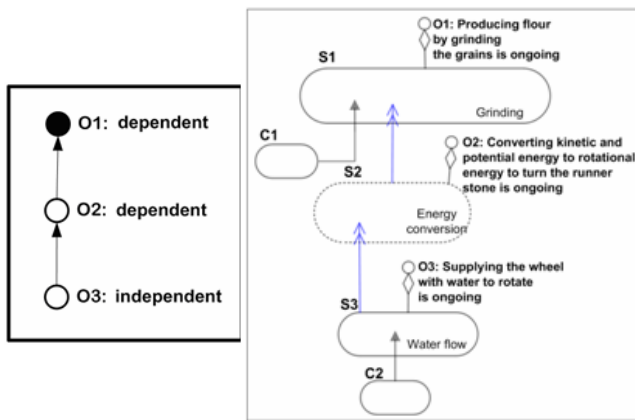 O1: dependent
O2: dependent
O3: independent
O1: Producing flour
by grinding
the grains is ongoing
S1
Grinding
C1
S2
O2: Converting kinetic and
potential energy to rotational
energy to turn the runner
stone is ongoing
Energy
conversion
O3: Supplying the wheel
with water to rotate
is ongoing
S3
Water flow
C2